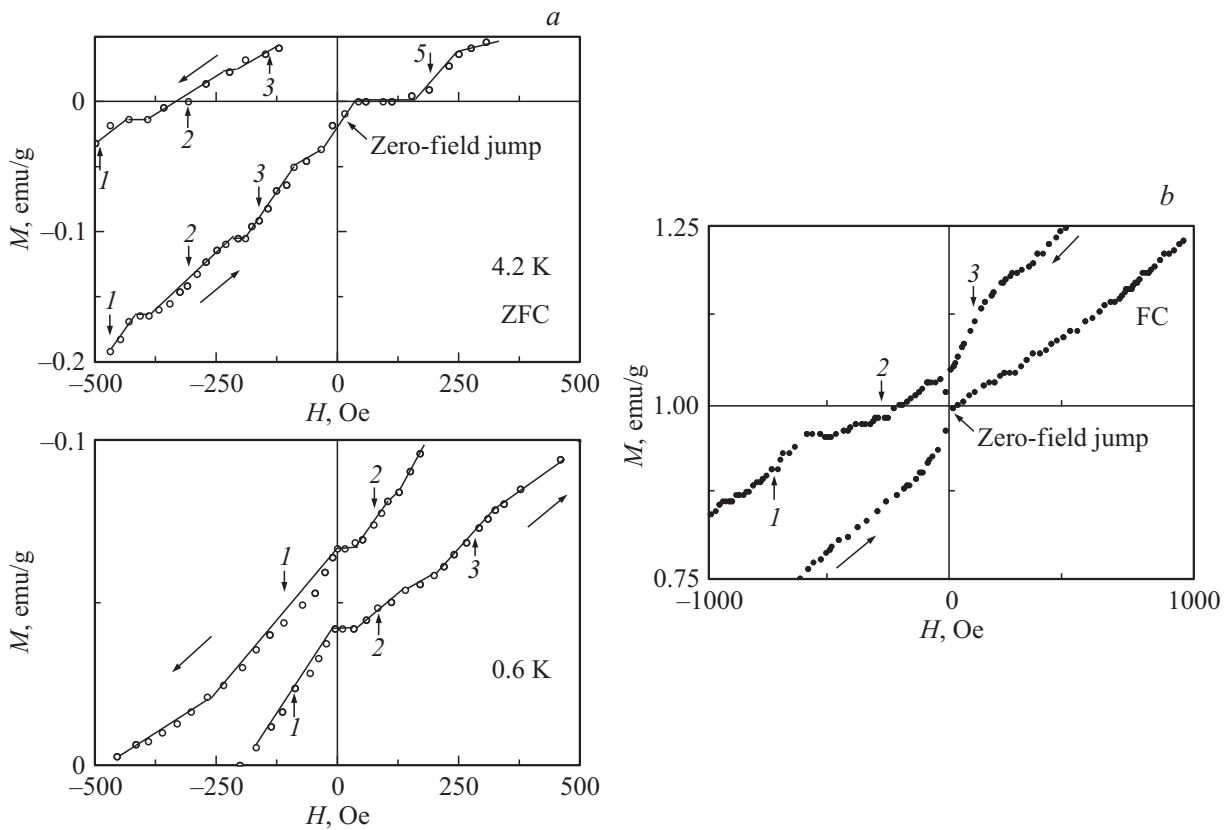 a
5
3
0
2
Zero-field jump
1
M, emu/g
3
–0.1
2
4.2 K
1
ZFC
–0.2
–500
–250
0
250
500
H, Oe
–0.1
2
1
M, emu/g
3
2
0.6 K
1
0
–500
–250
0
250
500
H, Oe
b
1.25
3
FC
2
M, emu/g
1.00
Zero-field jump
1
0.75
–1000
0
1000
H, Oe